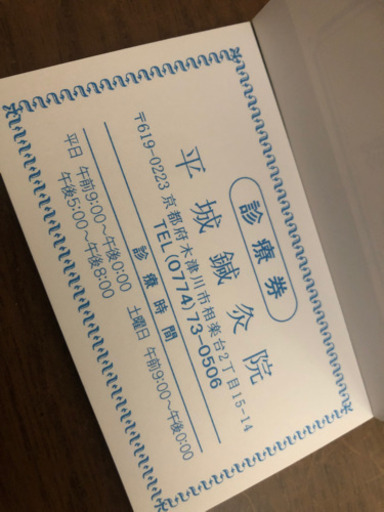 診療券
平城鍼灸院
〒619-0223 京都府木津川市相楽台2丁目15-14
TEL(0774)73-0506
診療時間
平日 午前9:00～午後0:00 土曜日 午前9:00～午後0:00
午後5:00～午後8:00